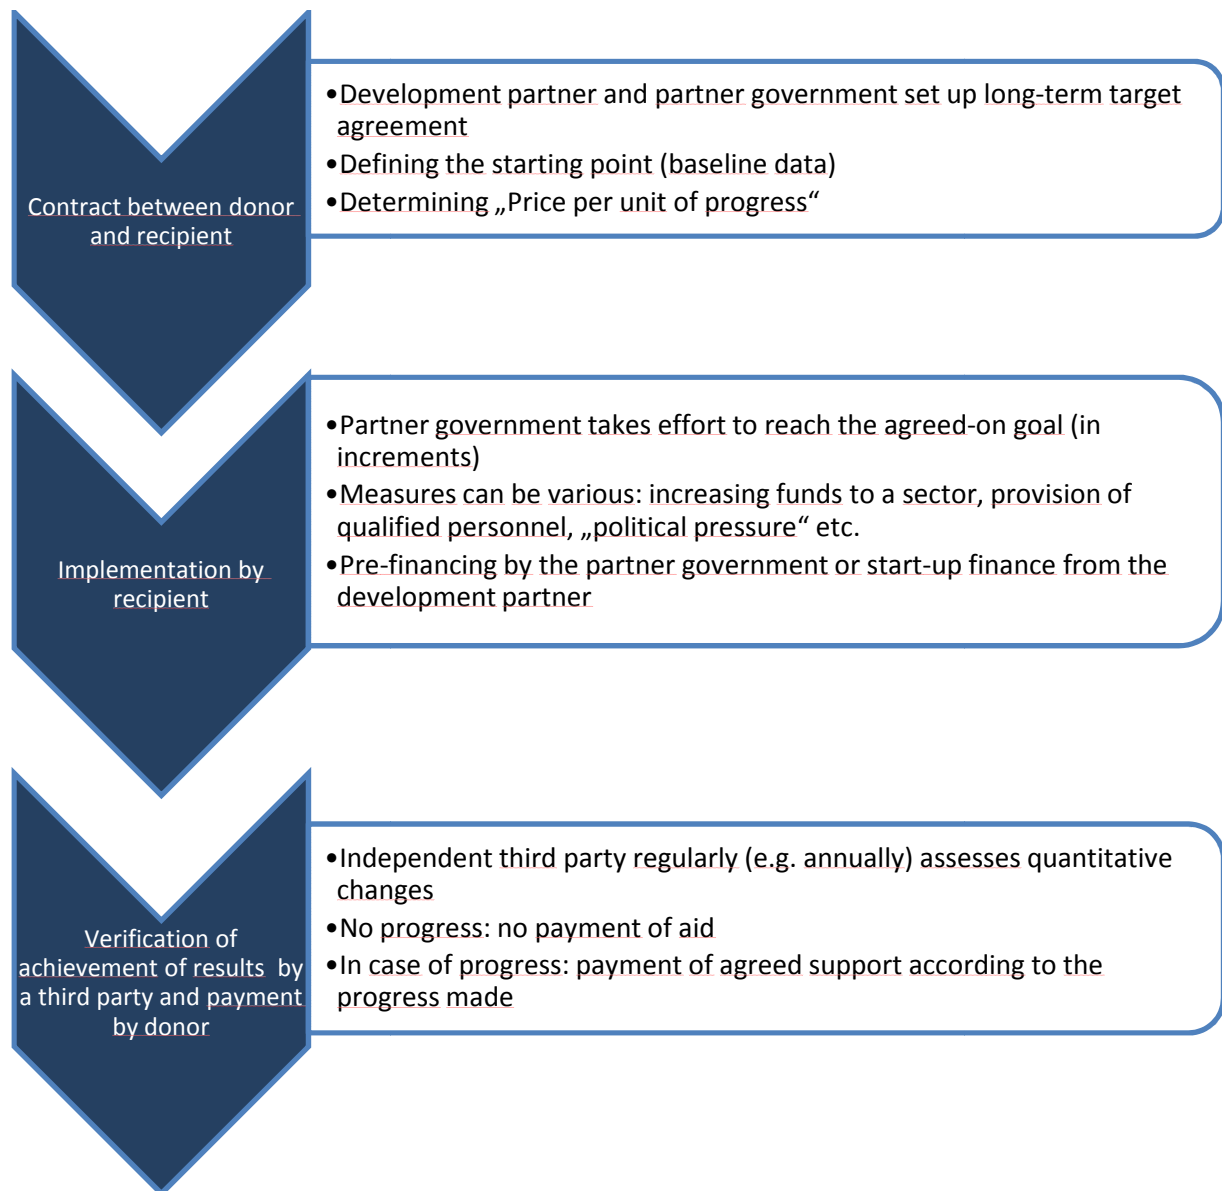 Contract between donor
and recipient
•Development partner and partner government set up long-term target
agreement
•Defining the starting point (baseline data)
•Determining „Price per unit of progress“
Implementation by
recipient
•Partner government takes effort to reach the agreed-on goal (in
increments)
•Measures can be various: increasing funds to a sector, provision of
qualified personnel, „political pressure“ etc.
•Pre-financing by the partner government or start-up finance from the
development partner
Verification of
achievement of results  by
a third party and payment
by donor
•Independent third party regularly (e.g. annually) assesses quantitative
changes
•No progress: no payment of aid
•In case of progress: payment of agreed support according to the
progress made